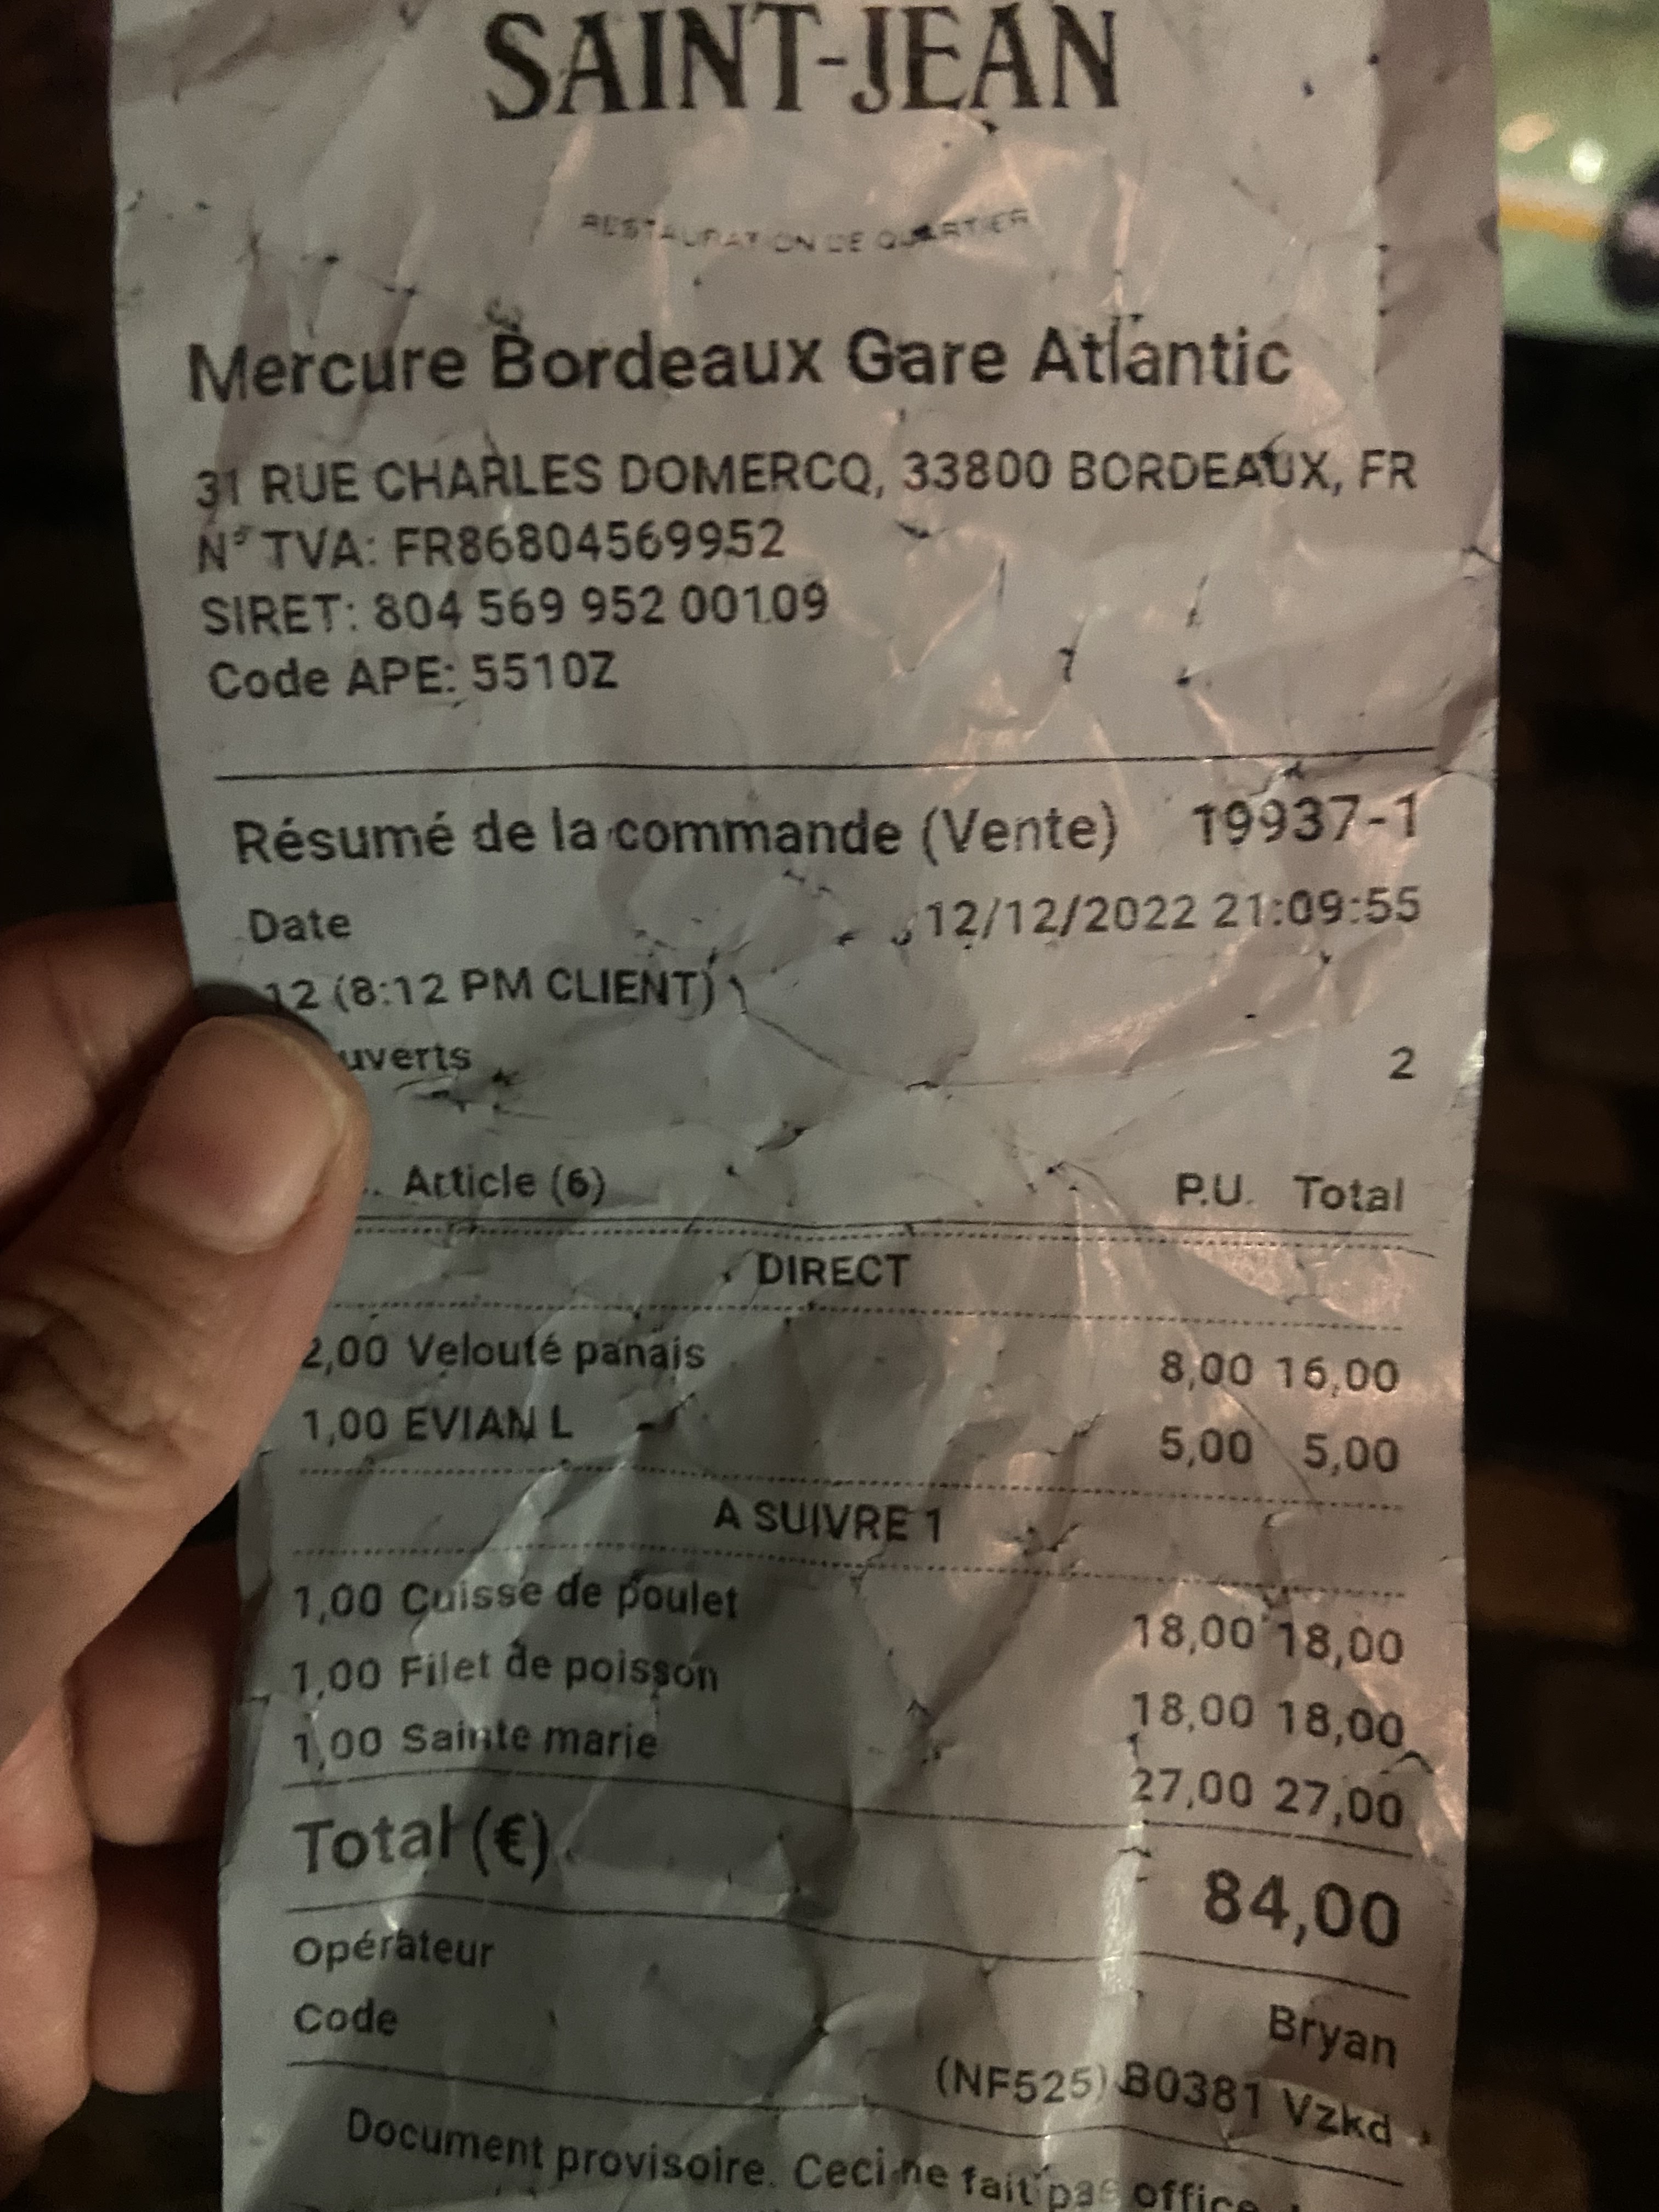 SAINT-JEAN
RESTAURATION DE QUARTIER
Mercure Bordeaux Gare Atlantic
31 RUE CHARLES DOMERCQ, 33800 BORDEAUX, FR
N° TVA: FR86804569952
SIRET: 804 569 952 00109
Code APE: 5510Z
Résumé de la commande (Vente) 19937-1
Date 12/12/2022 21:09:55
12 (8:12 PM CLIENT)
uverts 2
. Article (6) P.U. Total
DIRECT
2,00 Velouté panais 8,00 16,00
1,00 EVIAN L 5,00 5,00
A SUIVRE 1
1,00 Cuisse de poulet 18,00 18,00
1,00 Filet de poisson 18,00 18,00
1,00 Sainte marie 27,00 27,00
Total (€) 84,00
Opérateur Bryan
Code (NF525) B0381 Vzkd
Document provisoire. Ceci ne fait pas office